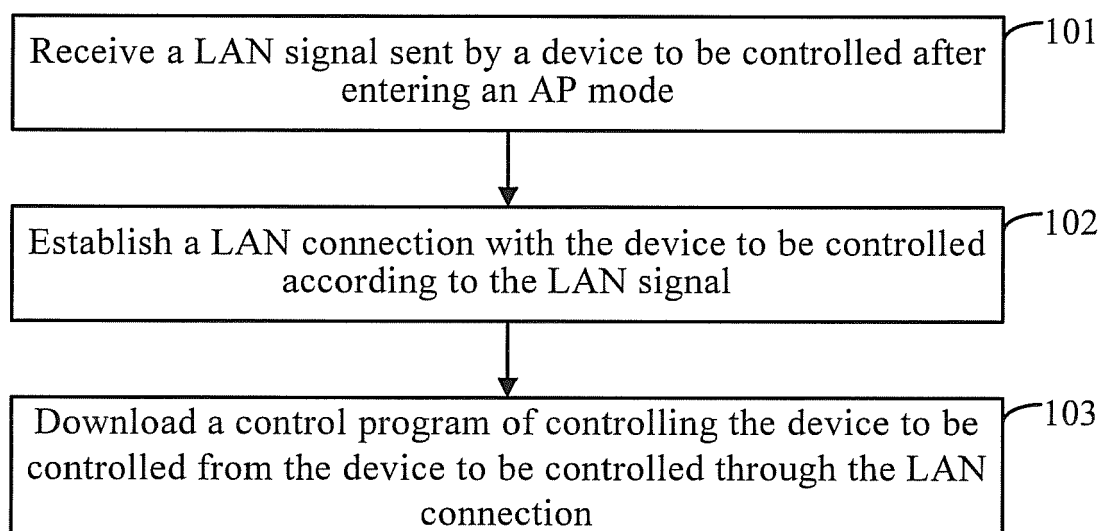 101
Receive a LAN signal sent by a device to be controlled after
entering an AP mode
102
Establish a LAN connection with the device to be controlled
according to the LAN signal
103
Download a control program of controlling the device to be
controlled from the device to be controlled through the LAN
connection